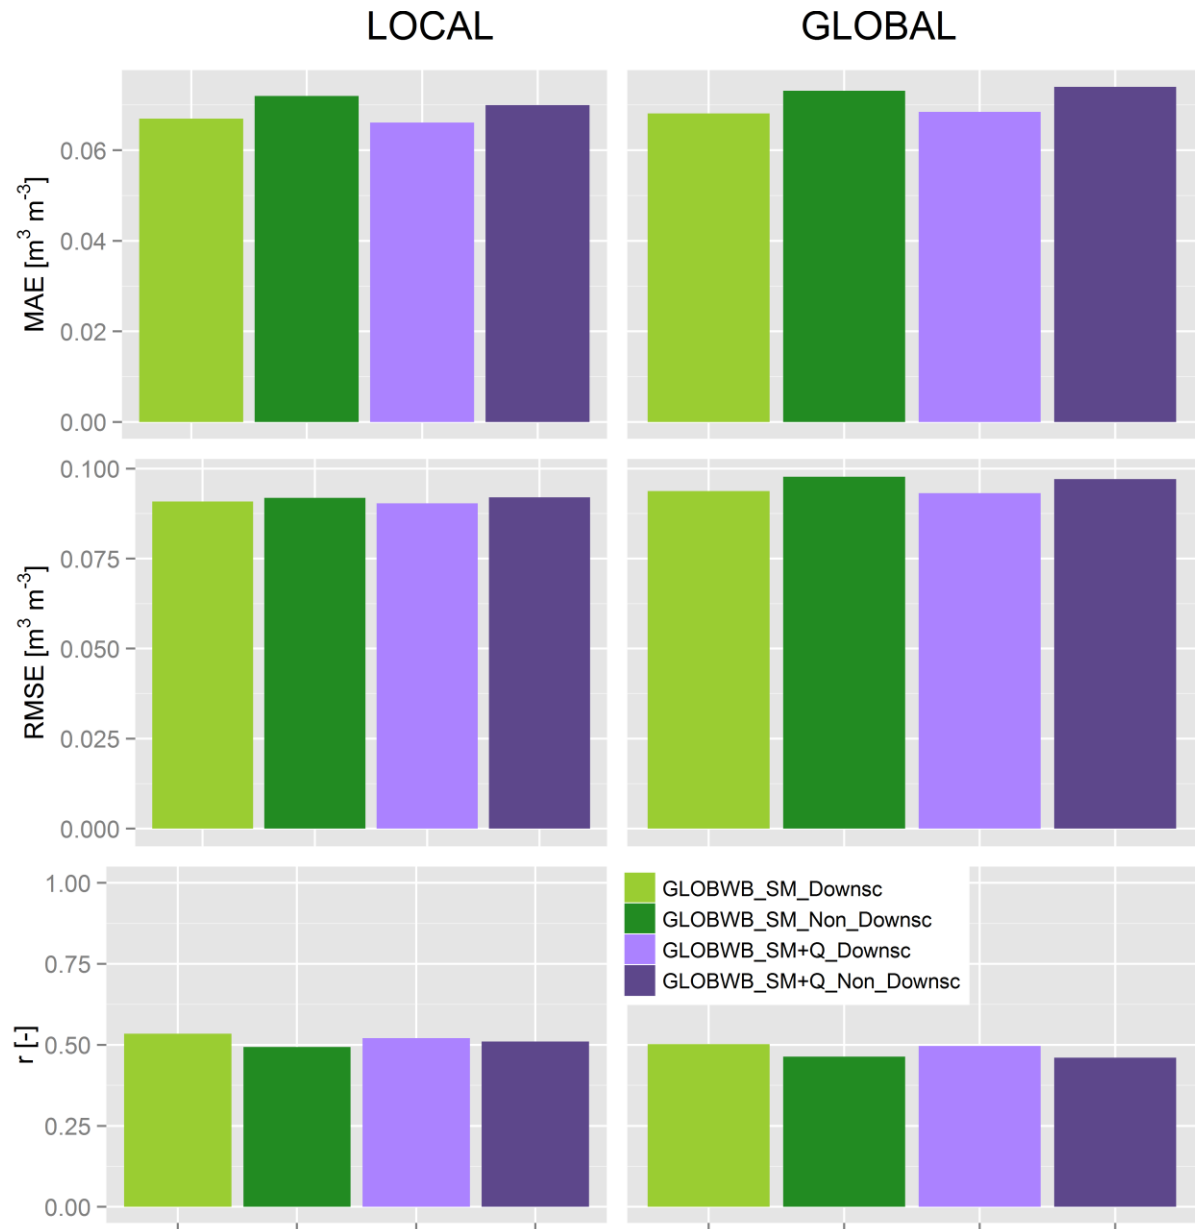 LOCAL
GLOBAL
MAE [m³ m⁻³]
0.06
0.04
0.02
0.00
RMSE [m³ m⁻³]
0.100
0.075
0.050
0.025
0.000
r [-]
1.00
0.75
0.50
0.25
0.00
GLOBWB_SM_Downsc
GLOBWB_SM_Non_Downsc
GLOBWB_SM+Q_Downsc
GLOBWB_SM+Q_Non_Downsc